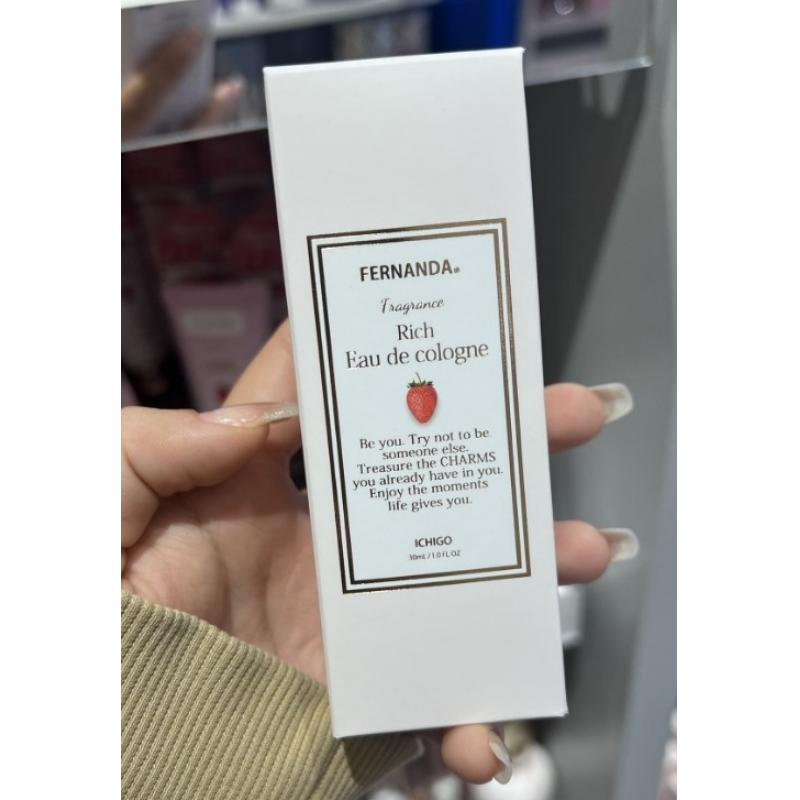 FERNANDA®
Fragrance
Rich
Eau de cologne
Be you. Try not to be
someone else.
Treasure the CHARMS
you already have in you.
Enjoy the moments
life gives you.
ICHIGO
30mL / 1.0 FL OZ